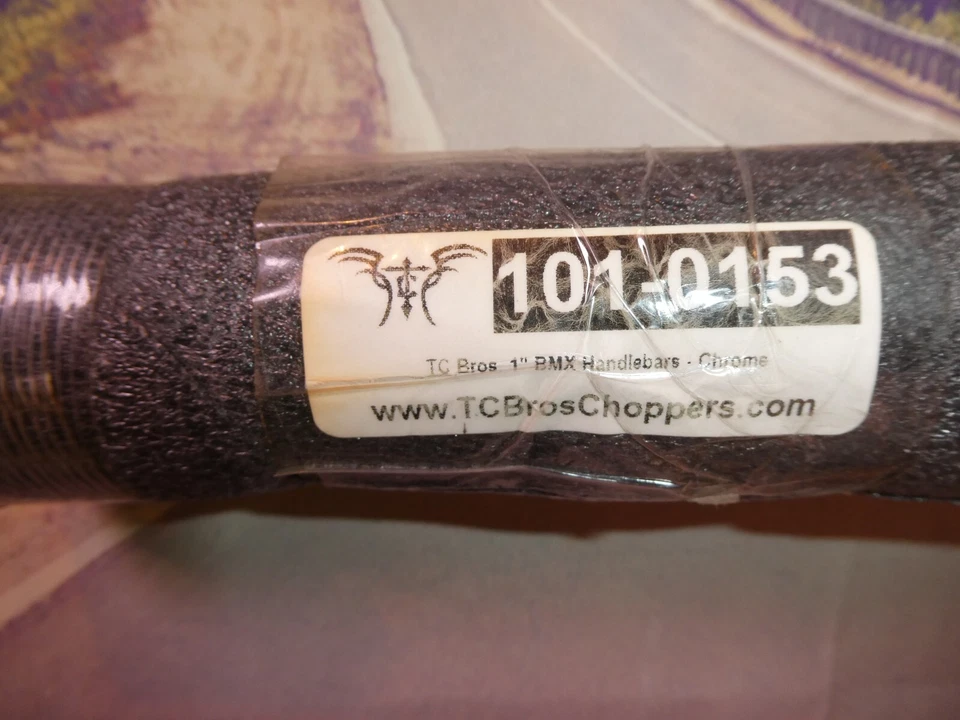 101-0153
TC Bros 1" BMX Handlebars - Chrome
www.TCBrosChoppers.com